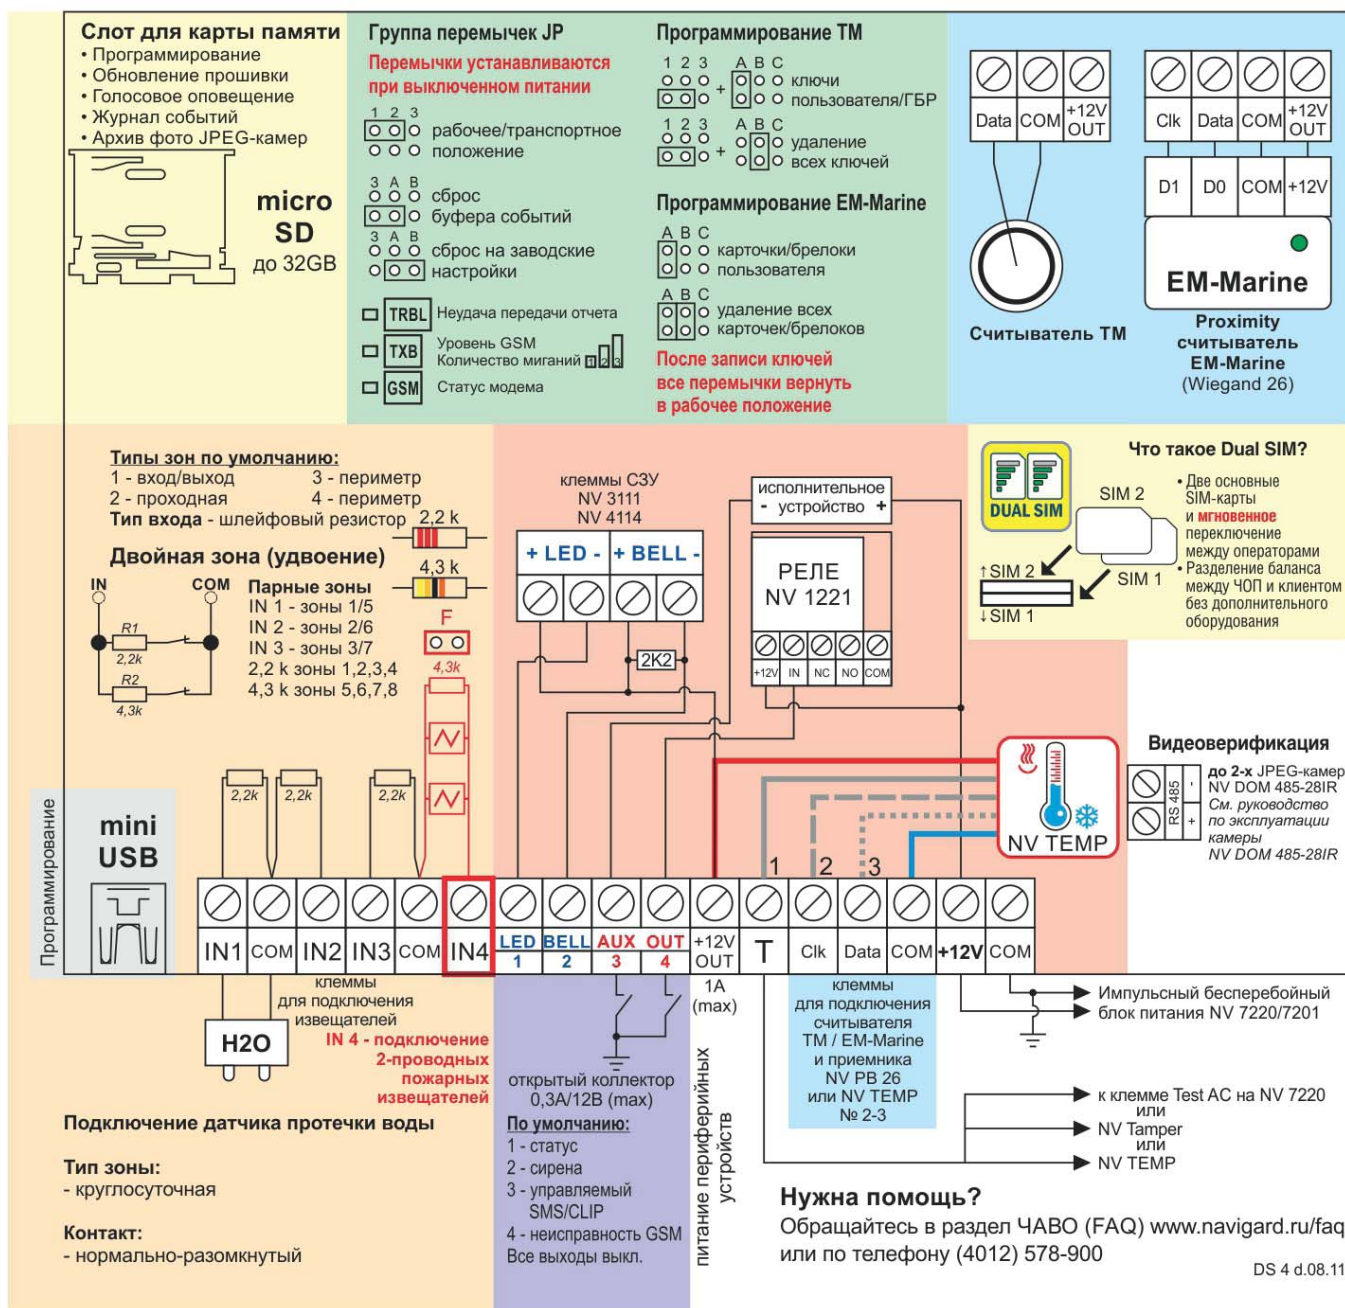 Слот для карты памяти
• Программирование
• Обновление прошивки
• Голосовое оповещение
• Журнал событий
• Архив фото JPEG-камер
micro
SD
до 32GB
Группа перемычек JP
Перемычки устанавливаются
при выключенном питании
1 2 3
рабочее/транспортное
положение
3 A B
сброс
буфера событий
3 A B
сброс на заводские
настройки
TRBL Неудача передачи отчета
TXB Уровень GSM
Количество миганий 1 2 3
GSM Статус модема
Программирование TM
1 2 3 A B C
+ ключи
пользователя/ГБР
1 2 3 A B C
+ удаление
всех ключей
Программирование EM-Marine
A B C
карточки/брелоки
пользователя
A B C
удаление всех
карточек/брелоков
После записи ключей
все перемычки вернуть
в рабочее положение
Data COM +12V OUT
Считыватель TM
Clk Data COM +12V OUT
D1 D0 COM +12V
EM-Marine
Proximity
считыватель
EM-Marine
(Wiegand 26)
Типы зон по умолчанию:
1 - вход/выход 3 - периметр
2 - проходная 4 - периметр
Тип входа - шлейфовый резистор 2,2 k
Двойная зона (удвоение)
4,3 k
IN COM
R1
2,2k
R2
4,3k
Парные зоны
IN 1 - зоны 1/5
IN 2 - зоны 2/6
IN 3 - зоны 3/7
2,2 k зоны 1,2,3,4
4,3 k зоны 5,6,7,8
F
4,3k
клеммы СЗУ
NV 3111
NV 4114
+ LED - + BELL -
2K2
исполнительное
- устройство +
РЕЛЕ
NV 1221
+12V IN NC NO COM
DUAL SIM
Что такое Dual SIM?
• Две основные
SIM-карты
и мгновенное
переключение
между операторами
• Разделение баланса
между ЧОП и клиентом
без дополнительного
оборудования
SIM 2
SIM 1
↑SIM 2
↓SIM 1
NV TEMP
Видеоверификация
RS 485 - +
до 2-х JPEG-камер
NV DOM 485-28IR
См. руководство
по эксплуатации
камеры
NV DOM 485-28IR
Программирование
mini
USB
2,2k 2,2k 2,2k
1 2 3
IN1 COM IN2 IN3 COM IN4 LED BELL AUX OUT +12V OUT T Clk Data COM +12V COM
1 2 3 4
клеммы
для подключения
извещателей
H2O
IN 4 - подключение
2-проводных
пожарных
извещателей
Подключение датчика протечки воды
Тип зоны:
- круглосуточная
Контакт:
- нормально-разомкнутый
открытый коллектор
0,3А/12В (max)
По умолчанию:
1 - статус
2 - сирена
3 - управляемый
SMS/CLIP
4 - неисправность GSM
Все выходы выкл.
1А
(max)
питание периферийных
устройств
клеммы
для подключения
считывателя
TM / EM-Marine
и приемника
NV PB 26
или NV TEMP
№ 2-3
Импульсный бесперебойный
блок питания NV 7220/7201
к клемме Test AC на NV 7220
или
NV Tamper
или
NV TEMP
Нужна помощь?
Обращайтесь в раздел ЧАВО (FAQ) www.navigard.ru/faq
или по телефону (4012) 578-900
DS 4 d.08.11